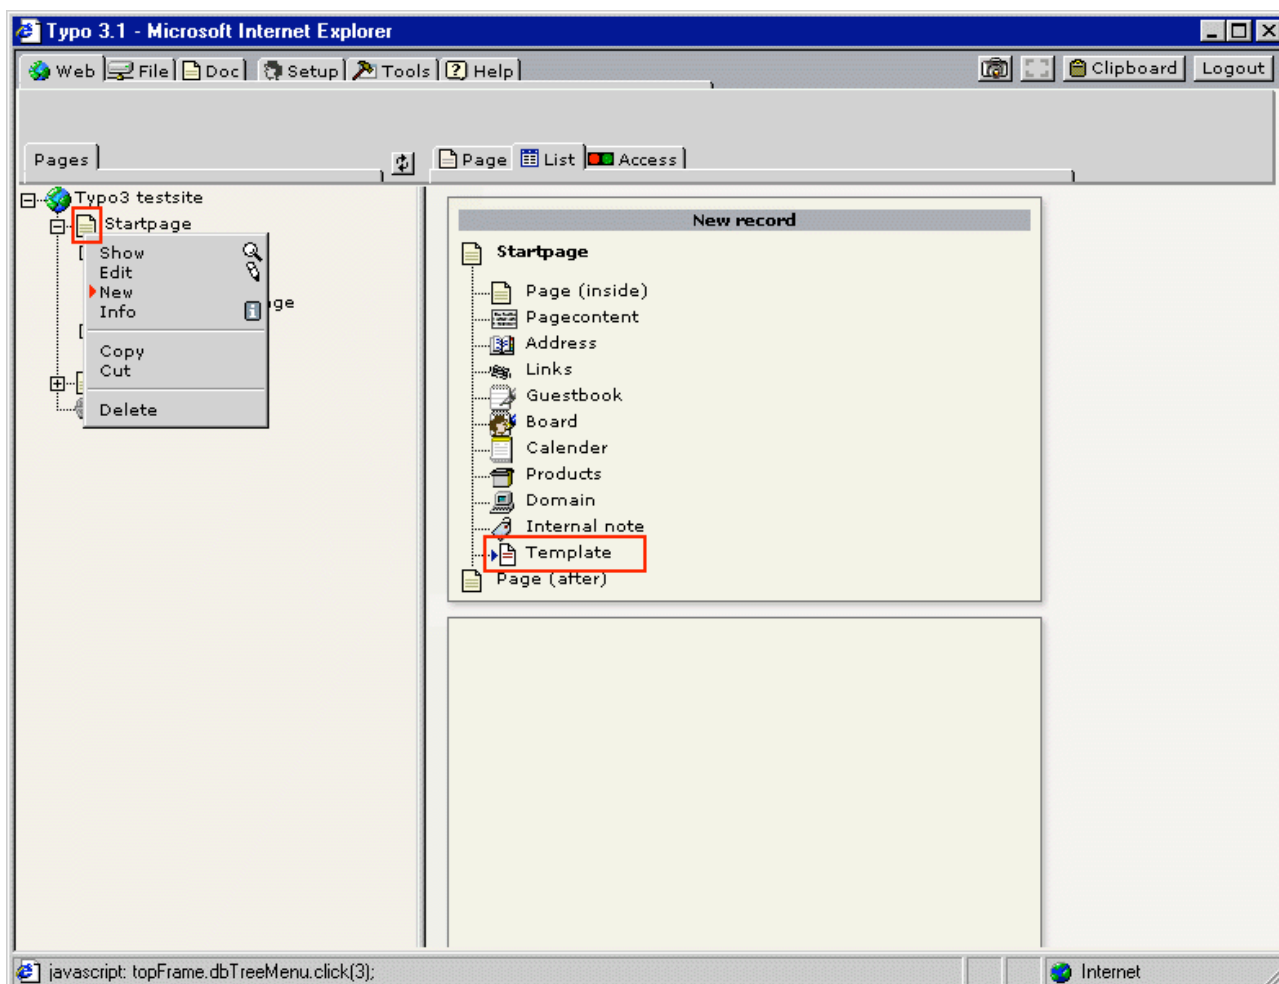 Typo 3.1 - Microsoft Internet Explorer
Web File Doc Setup Tools Help Clipboard Logout
Pages Page List Access
Typo3 testsite
Startpage
Show
Edit
New
Info
ge
Copy
Cut
Delete
New record
Startpage
Page (inside)
Pagecontent
Address
Links
Guestbook
Board
Calender
Products
Domain
Internal note
Template
Page (after)
javascript: topFrame.dbTreeMenu.click(3); Internet